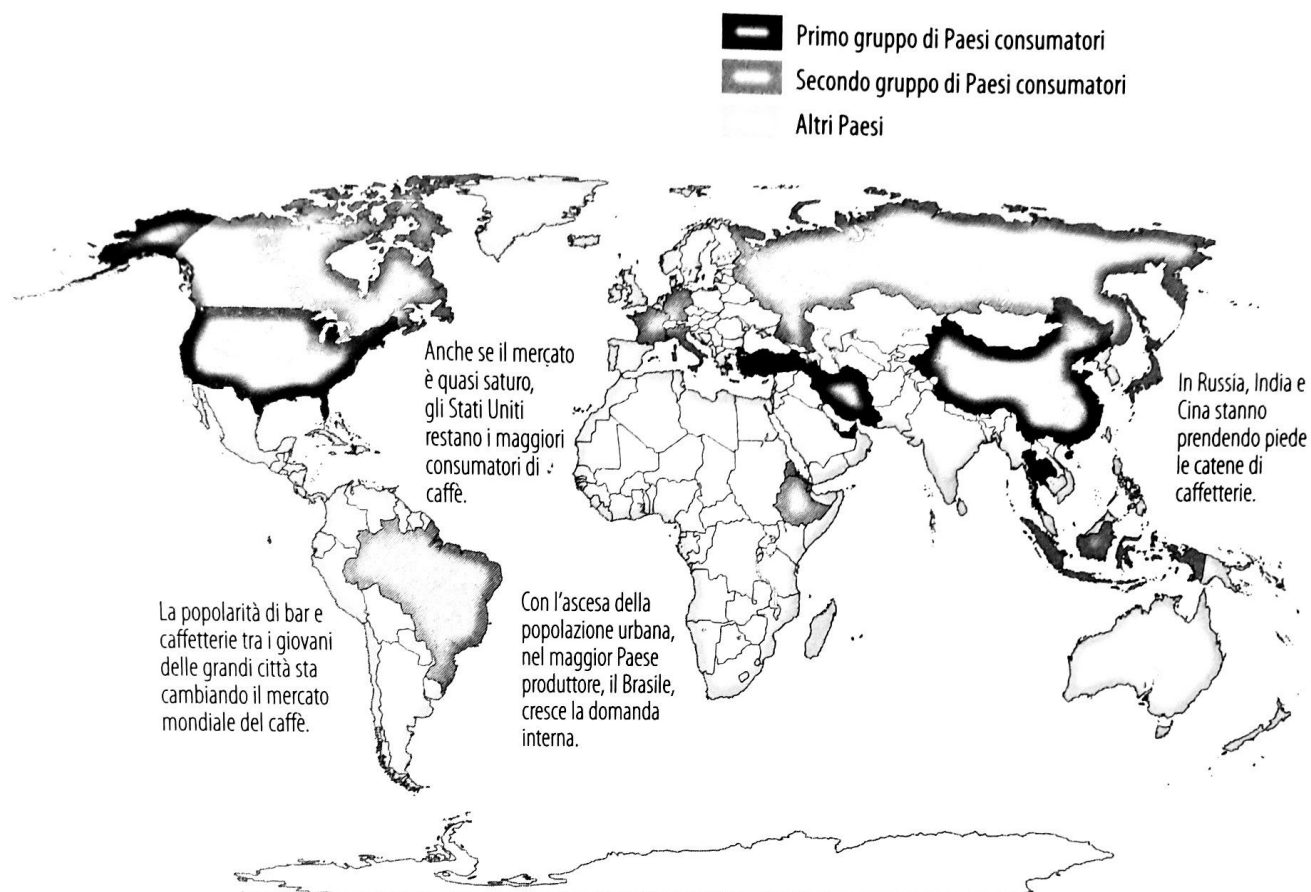 Primo gruppo di Paesi consumatori
Secondo gruppo di Paesi consumatori
Altri Paesi
Anche se il mercato
è quasi saturo,
gli Stati Uniti
restano i maggiori
consumatori di
caffè.
In Russia, India e
Cina stanno
prendendo piede
le catene di
caffetterie.
La popolarità di bar e
caffetterie tra i giovani
delle grandi città sta
cambiando il mercato
mondiale del caffè.
Con l'ascesa della
popolazione urbana,
nel maggior Paese
produttore, il Brasile,
cresce la domanda
interna.